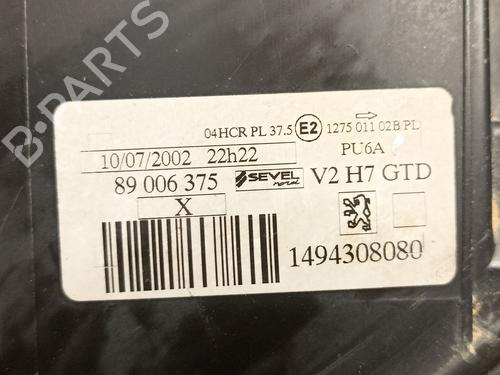 B-PARTS
04HCR PL 37.5 E2 1275 011 02B PL
10/07/2002 22h22 PU6A
89 006 375 SEVEL nord V2 H7 GTD
X
1494308080